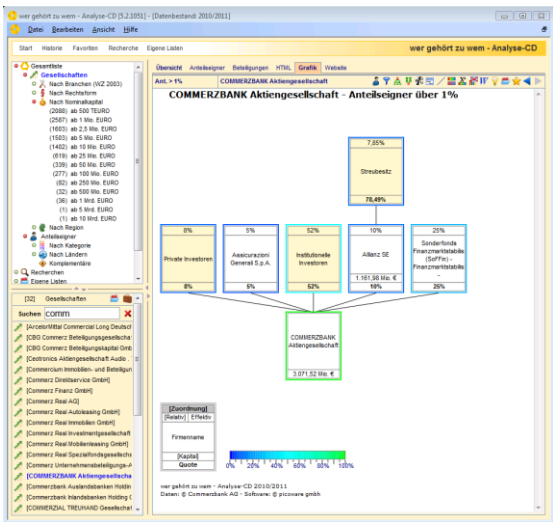 wer gehört zu wem - Analyse-CD [5.2.1051] - [Datenbestand: 2010/2011]
Datei Bearbeiten Ansicht Hilfe
Start Historie Favoriten Recherche Eigene Listen
wer gehört zu wem - Analyse-CD
Gesamtliste
Gesellschaften
Nach Branchen (WZ 2003)
Nach Rechtsform
Nach Nominalkapital
(2088) ab 500 TEURO
(2587) ab 1 Mio. EURO
(1603) ab 2,5 Mio. EURO
(1503) ab 5 Mio. EURO
(1402) ab 10 Mio. EURO
(619) ab 25 Mio. EURO
(339) ab 50 Mio. EURO
(277) ab 100 Mio. EURO
(82) ab 250 Mio. EURO
(32) ab 500 Mio. EURO
(36) ab 1 Mrd. EURO
(1) ab 5 Mrd. EURO
(1) ab 10 Mrd. EURO
Nach Region
Anteilseigner
Nach Kategorie
Nach Ländern
Komplementäre
Recherchen
Eigene Listen
[32] Gesellschaften
Suchen comm
[ArcelorMittal Commercial Long Deutsch
[CBG Commerz Beteiligungsgesellscha
[CBG Commerz Beteiligungskapital Gmb
[Ceotronics Aktiengesellschaft Audio .
[Commercium Immobilien- und Beteiligun
[Commerz Direktservice GmbH]
[Commerz Finanz GmbH]
[Commerz Real AG]
[Commerz Real Autoleasing GmbH]
[Commerz Real Immobilien GmbH]
[Commerz Real Investmentgesellschaft
[Commerz Real Mobilienleasing GmbH]
[Commerz Real Spezialfondsgesellscha
[Commerz Unternehmensbeteiligungs-A
[COMMERZBANK Aktiengesellscha
[Commerzbank Auslandsbanken Holdin
[Commerzbank Inlandsbanken Holding G
[COMMERZIAL TREUHAND Gesellschaf
Übersicht Anteilseigner Beteiligungen HTML Grafik Website
Ant. > 1% COMMERZBANK Aktiengesellschaft
COMMERZBANK Aktiengesellschaft - Anteilseigner über 1%
7,85%
Streubesitz
78,49%
8% 5% 52% 10% 25%
Private Investoren
Assicurazioni Generali S.p.A.
Institutionelle Investoren
Allianz SE
Sonderfonds
Finanzmarktstabilis
(SoFFin) -
Finanzmarktstabilis
1.161,98 Mio. €
8% 5% 52% 10% 25%
COMMERZBANK
Aktiengesellschaft
3.071,52 Mio. €
[Zuordnung]
[Relativ] Effektiv
Firmenname
[Kapital]
Quote
0% 20% 40% 60% 80% 100%
wer gehört zu wem - Analyse-CD 2010/2011
Daten: © Commerzbank AG - Software: © picoware gmbh